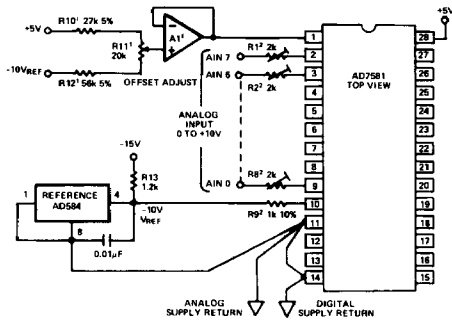 +5V
R10¹ 27k 5%
R11¹
20k
A1¹
−
+
−10VREF
R12¹ 56k 5%
OFFSET ADJUST
AIN 7
R1² 2k
AIN 6
R2² 2k
ANALOG
INPUT
0 TO +10V
AIN 0
R8² 2k
R9² 1k 10%
−15V
R13
1.2k
1
REFERENCE
AD584
4
8
−10V
VREF
0.01µF
+5V
AD7581
TOP VIEW
1
2
3
4
5
6
7
8
9
10
11
12
13
14
28
27
26
25
24
23
22
21
20
19
18
17
16
15
ANALOG
SUPPLY RETURN
DIGITAL
SUPPLY RETURN